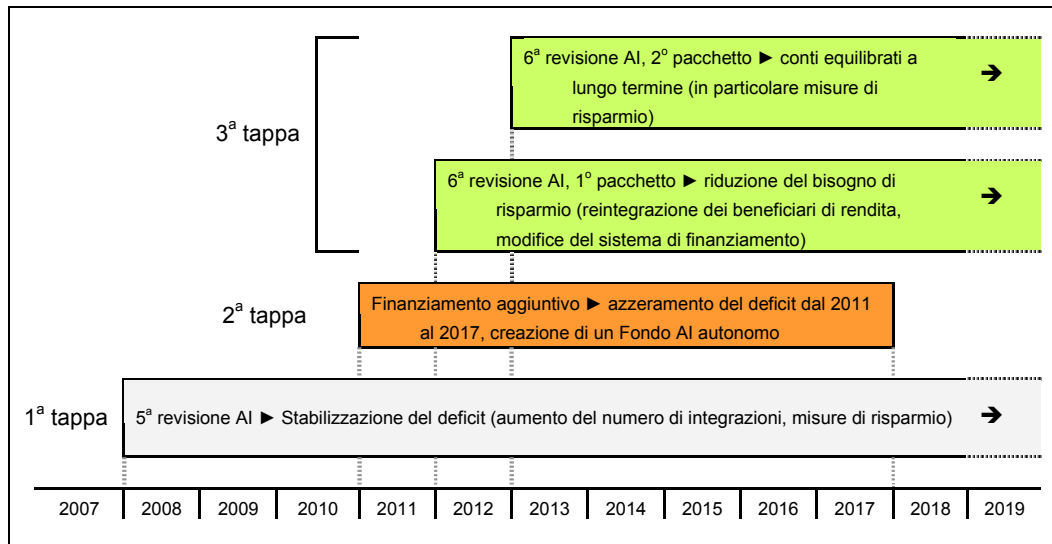 6ª revisione AI, 2º pacchetto ► conti equilibrati a
lungo termine (in particolare misure di
risparmio)
➔
3ª tappa
6ª revisione AI, 1º pacchetto ► riduzione del bisogno di
risparmio (reintegrazione dei beneficiari di rendita,
modifice del sistema di finanziamento)
➔
2ª tappa
Finanziamento aggiuntivo ► azzeramento del deficit dal 2011
al 2017, creazione di un Fondo AI autonomo
1ª tappa
5ª revisione AI ► Stabilizzazione del deficit (aumento del numero di integrazioni, misure di risparmio)
➔
2007 2008 2009 2010 2011 2012 2013 2014 2015 2016 2017 2018 2019